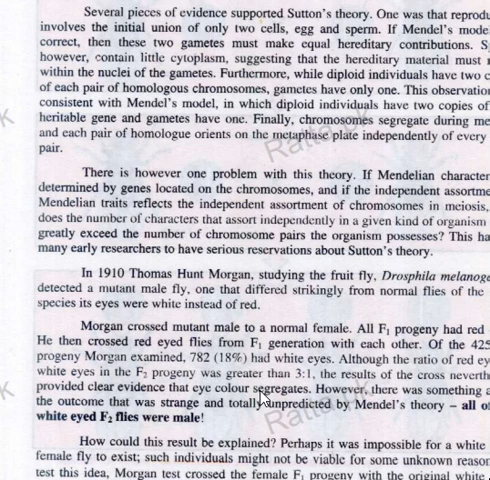 Several pieces of evidence supported Sutton's theory. One was that reprodu
involves the initial union of only two cells, egg and sperm. If Mendel's mode
correct, then these two gametes must make equal hereditary contributions. S
however, contain little cytoplasm, suggesting that the hereditary material must
within the nuclei of the gametes. Furthermore, while diploid individuals have two c
of each pair of homologous chromosomes, gametes have only one. This observation
consistent with Mendel's model, in which diploid individuals have two copies of
heritable gene and gametes have one. Finally, chromosomes segregate during me
and each pair of homologue orients on the metaphase plate independently of every
pair.
There is however one problem with this theory. If Mendelian character
determined by genes located on the chromosomes, and if the independent assortme
Mendelian traits reflects the independent assortment of chromosomes in meiosis,
does the number of characters that assort independently in a given kind of organism
greatly exceed the number of chromosome pairs the organism possesses? This ha
many early researchers to have serious reservations about Sutton's theory.
In 1910 Thomas Hunt Morgan, studying the fruit fly, Drosophila melanoga
detected a mutant male fly, one that differed strikingly from normal flies of the
species its eyes were white instead of red.
Morgan crossed mutant male to a normal female. All F₁ progeny had red
He then crossed red eyed flies from F₁ generation with each other. Of the 425
progeny Morgan examined, 782 (18%) had white eyes. Although the ratio of red ey
white eyes in the F₂ progeny was greater than 3:1, the results of the cross neverth
provided clear evidence that eye colour segregates. However, there was something a
the outcome that was strange and totally unpredicted by Mendel's theory – all of
white eyed F₂ flies were male!
How could this result be explained? Perhaps it was impossible for a white
female fly to exist; such individuals might not be viable for some unknown reason
test this idea, Morgan test crossed the female F₁ progeny with the original white